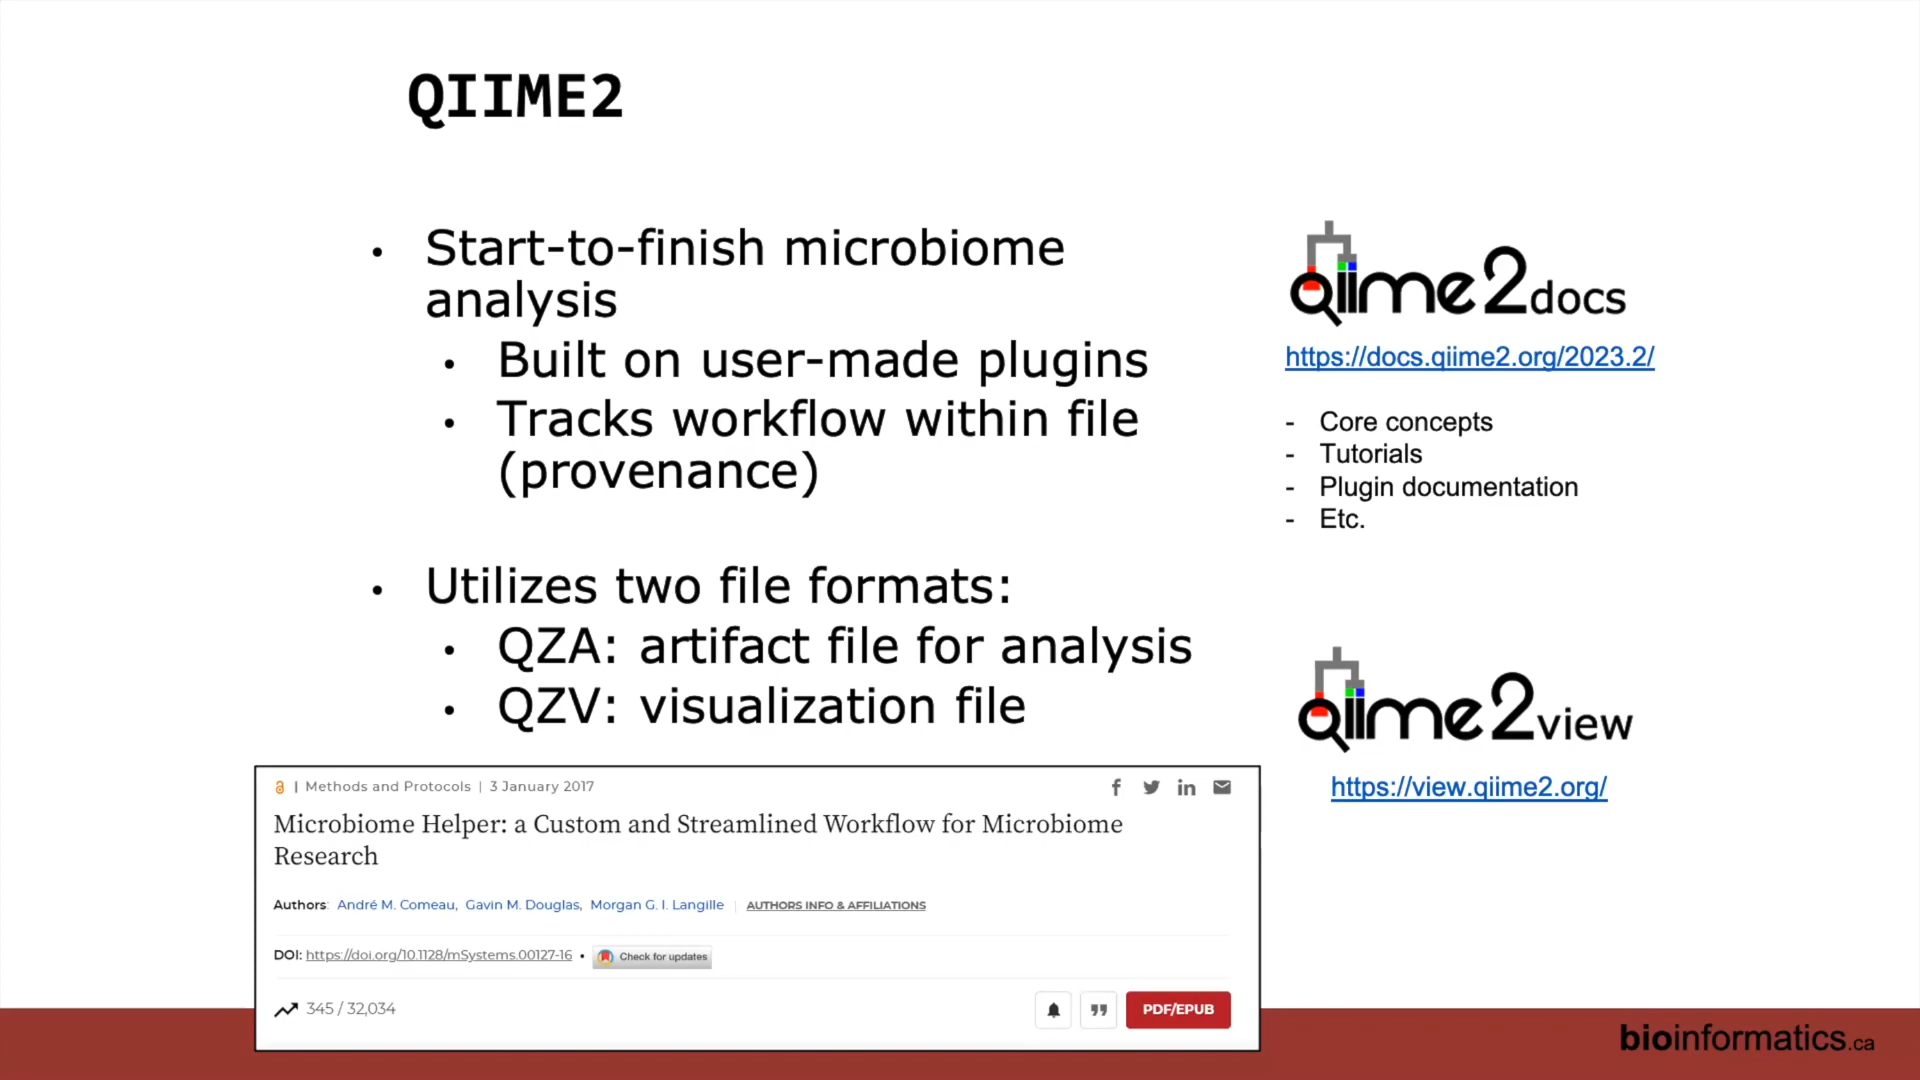 QIIME2
• Start-to-finish microbiome
analysis
• Built on user-made plugins
• Tracks workflow within file
(provenance)
• Utilizes two file formats:
• QZA: artifact file for analysis
• QZV: visualization file
qiime2docs
https://docs.qiime2.org/2023.2/
- Core concepts
- Tutorials
- Plugin documentation
- Etc.
qiime2view
https://view.qiime2.org/
| Methods and Protocols | 3 January 2017
Microbiome Helper: a Custom and Streamlined Workflow for Microbiome
Research
Authors: André M. Comeau, Gavin M. Douglas, Morgan G. I. Langille | AUTHORS INFO & AFFILIATIONS
DOI: https://doi.org/10.1128/mSystems.00127-16 • Check for updates
345 / 32,034
PDF/EPUB
bioinformatics.ca